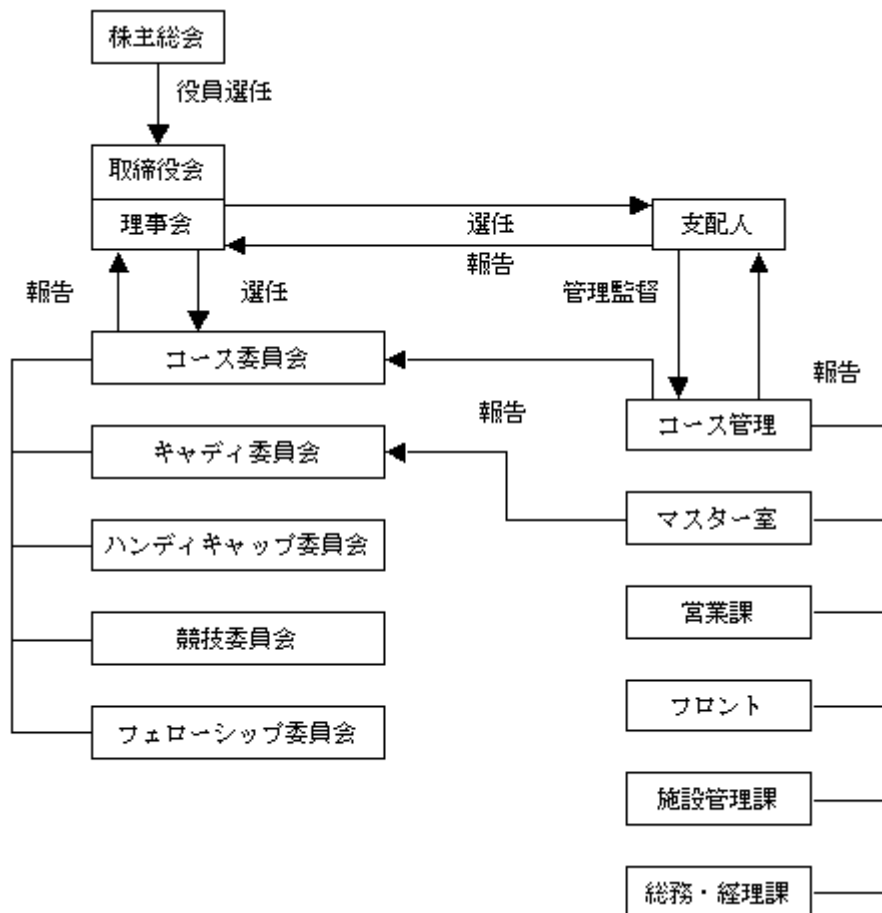 株主総会
役員選任
取締役会
理事会
選任
報告
支配人
報告
選任
管理監督
コース委員会
報告
報告
コース管理
キャディ委員会
マスター室
ハンディキャップ委員会
営業課
競技委員会
フロント
フェローシップ委員会
施設管理課
総務・経理課